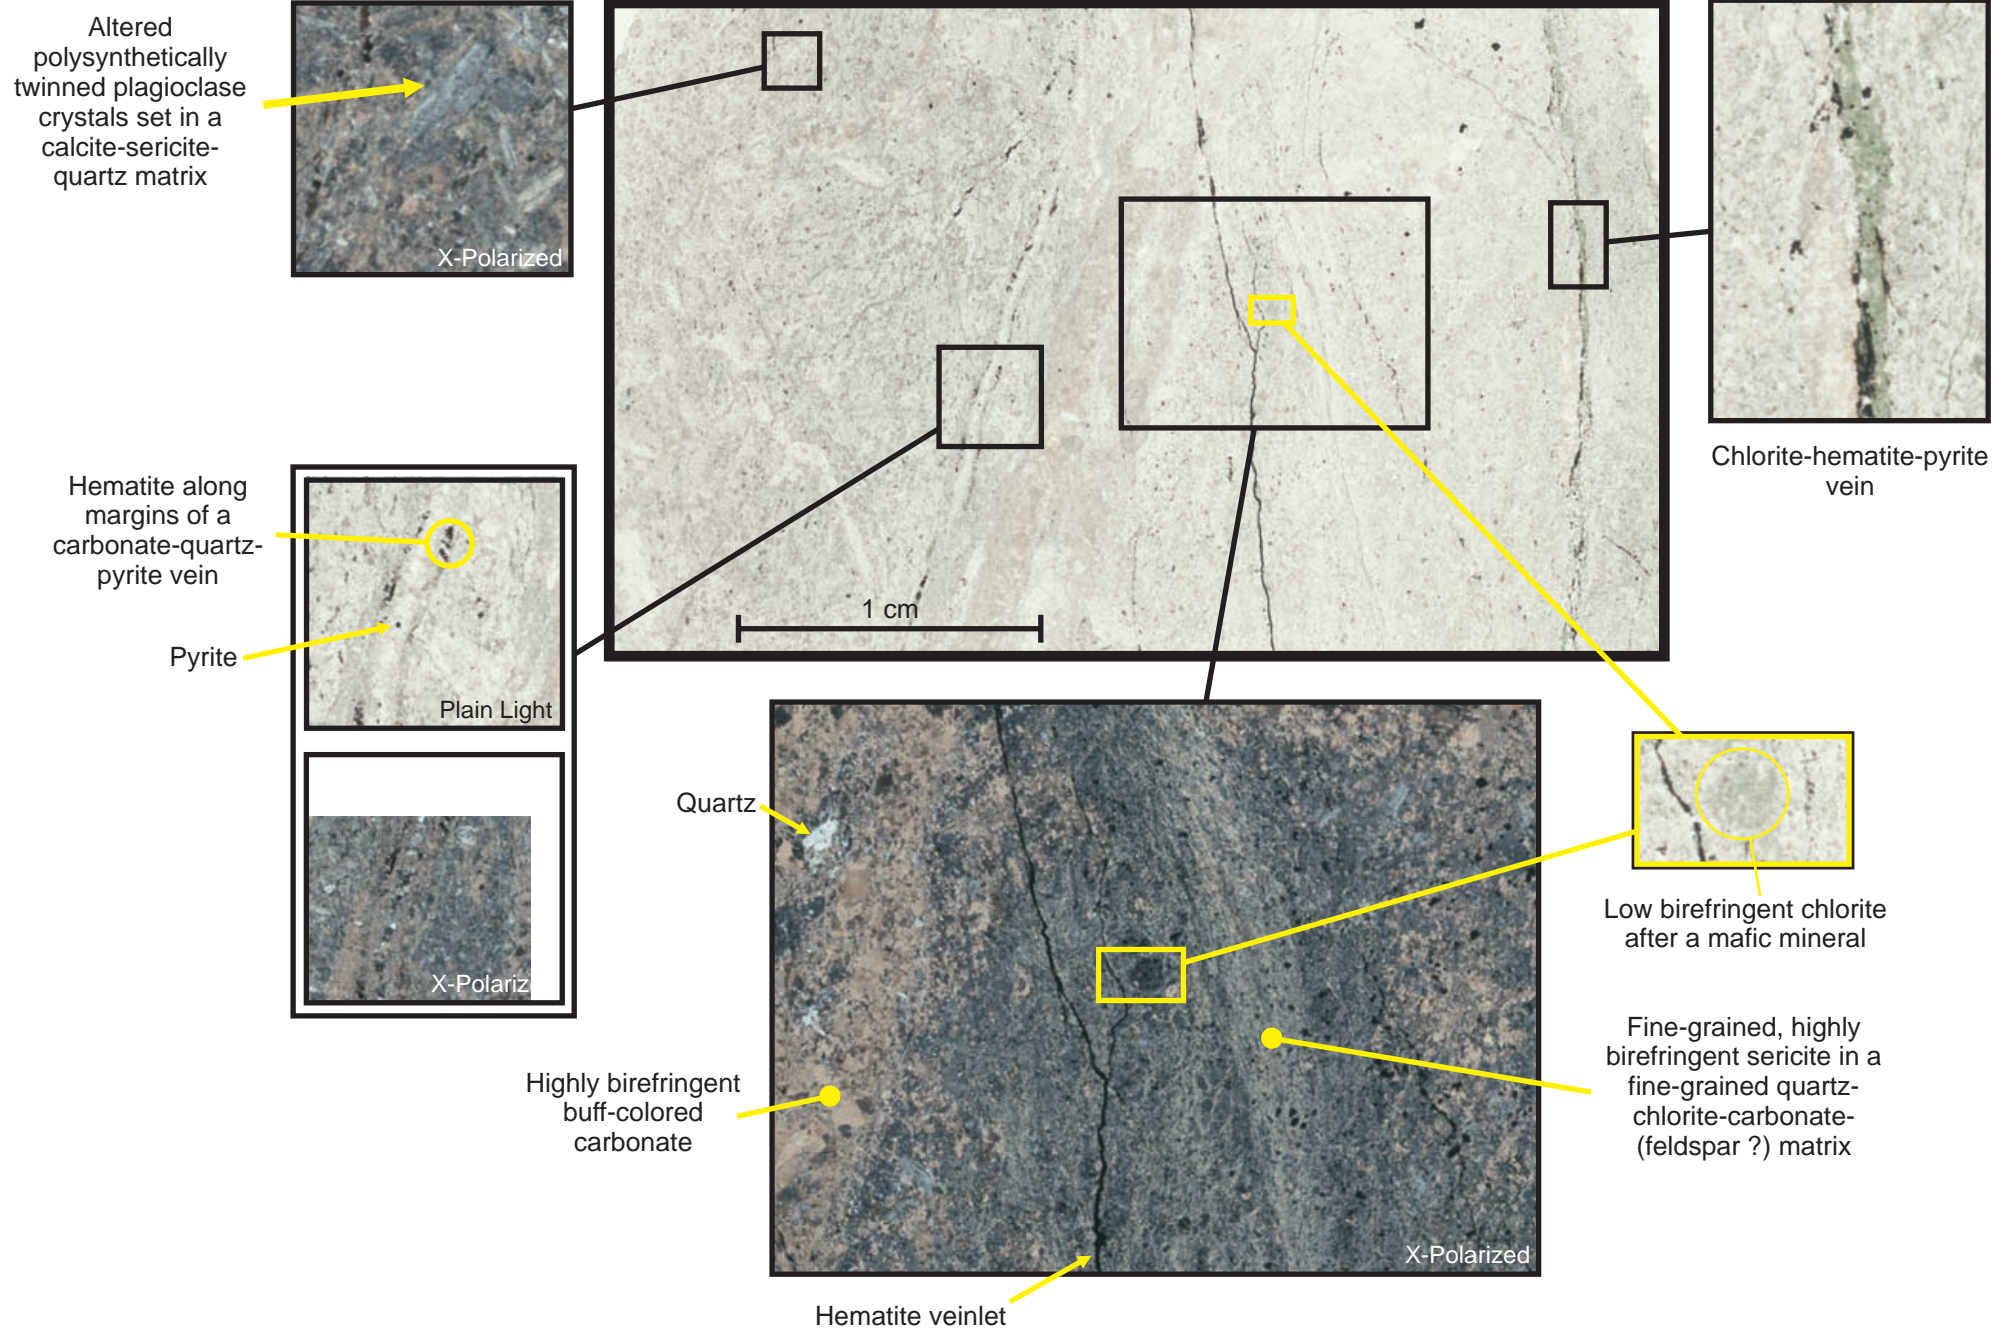 Altered
polysynthetically
twinned plagioclase
crystals set in a
calcite-sericite-
quartz matrix
X-Polarized
Chlorite-hematite-pyrite
vein
Hematite along
margins of a
carbonate-quartz-
pyrite vein
Pyrite
Plain Light
X-Polariz
1 cm
Quartz
Highly birefringent
buff-colored
carbonate
X-Polarized
Hematite veinlet
Low birefringent chlorite
after a mafic mineral
Fine-grained, highly
birefringent sericite in a
fine-grained quartz-
chlorite-carbonate-
(feldspar ?) matrix